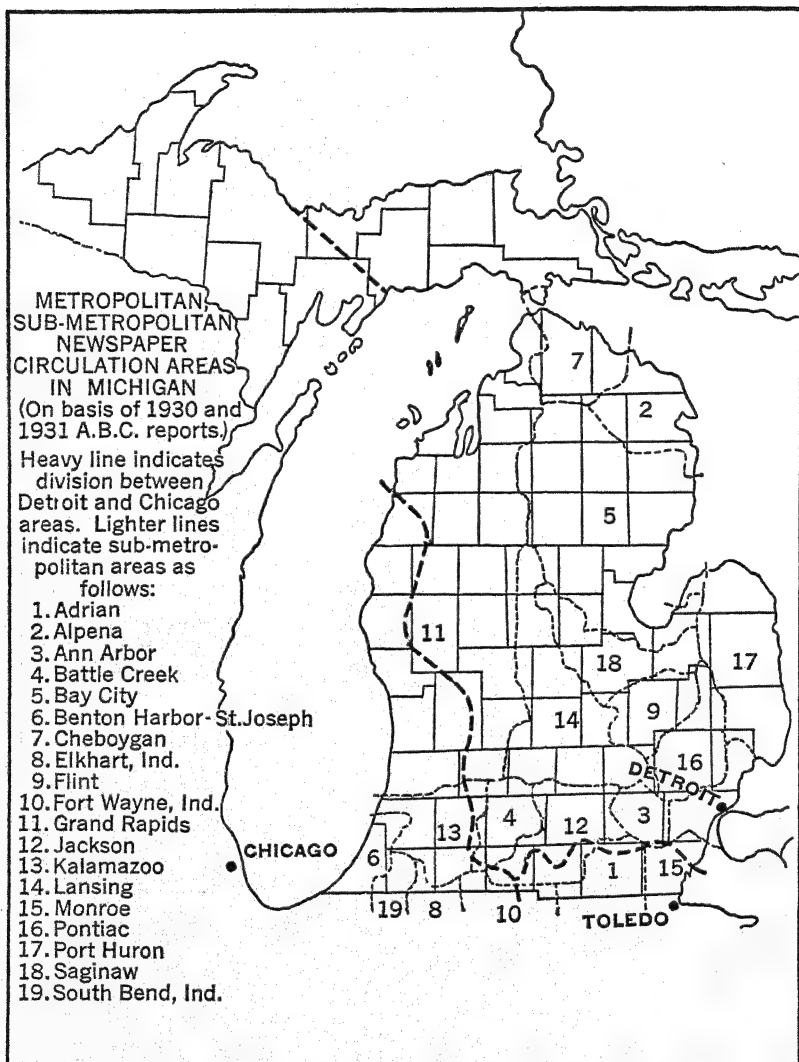 METROPOLITAN,
SUB-METROPOLITAN
NEWSPAPER
CIRCULATION AREAS
IN MICHIGAN
(On basis of 1930 and
1931 A.B.C. reports.)
Heavy line indicates
division between
Detroit and Chicago
areas. Lighter lines
indicate sub-metro-
politan areas as
follows:
1. Adrian
2. Alpena
3. Ann Arbor
4. Battle Creek
5. Bay City
6. Benton Harbor-St. Joseph
7. Cheboygan
8. Elkhart, Ind.
9. Flint
10. Fort Wayne, Ind.
11. Grand Rapids
12. Jackson
13. Kalamazoo
14. Lansing
15. Monroe
16. Pontiac
17. Port Huron
18. Saginaw
19. South Bend, Ind.
7
2
5
11
18
17
14
9
16
DETROIT
13
4
12
3
CHICAGO
6
1
15
19
8
10
TOLEDO